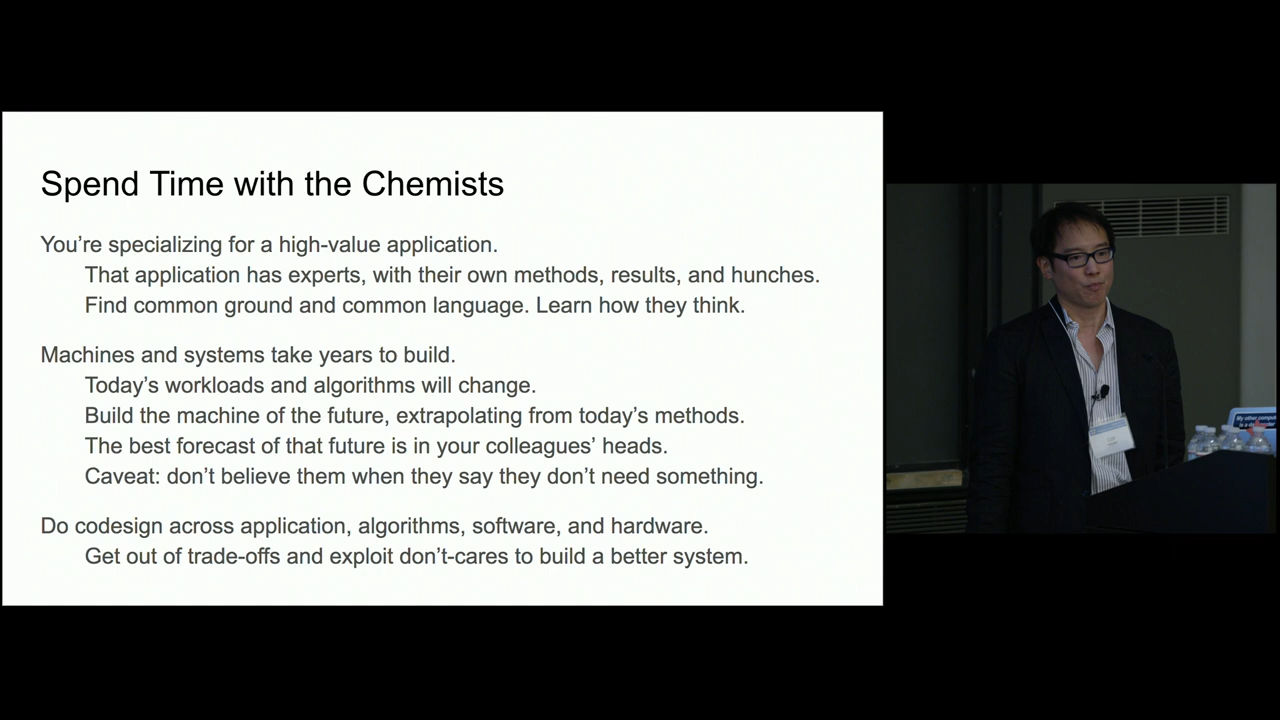 Spend Time with the Chemists
You’re specializing for a high-value application.
That application has experts, with their own methods, results, and hunches.
Find common ground and common language. Learn how they think.
Machines and systems take years to build.
Today’s workloads and algorithms will change.
Build the machine of the future, extrapolating from today’s methods.
The best forecast of that future is in your colleagues’ heads.
Caveat: don’t believe them when they say they don’t need something.
Do codesign across application, algorithms, software, and hardware.
Get out of trade-offs and exploit don’t-cares to build a better system.
My other compu
is a